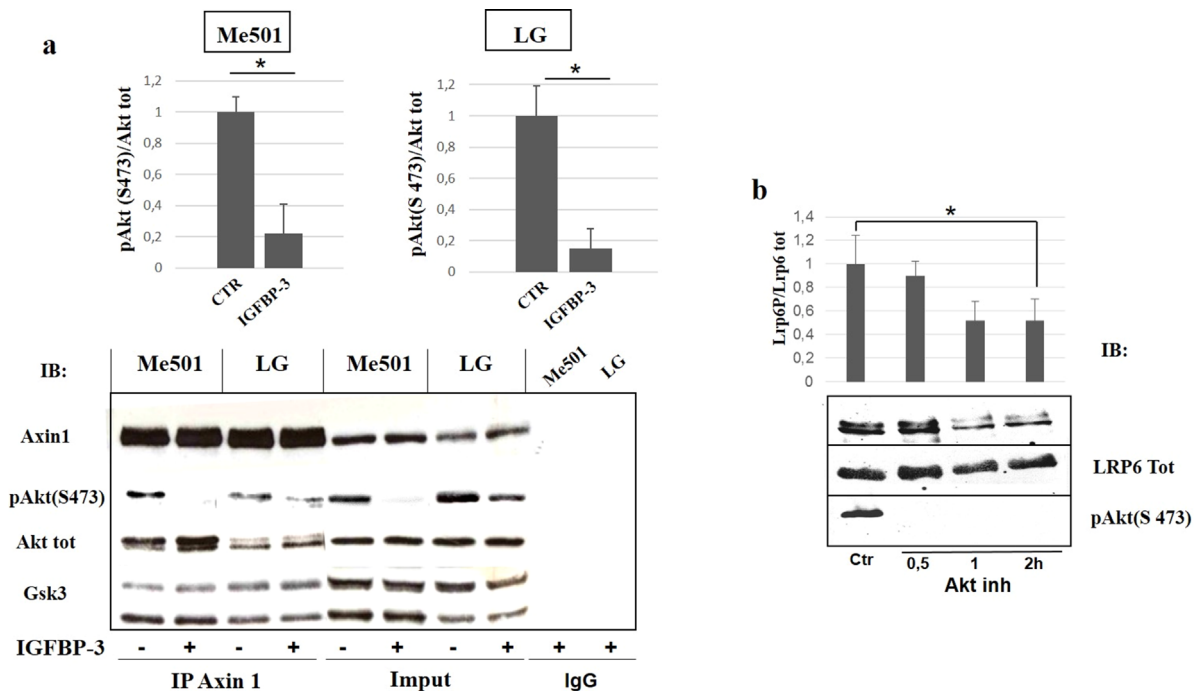 a
Me501
LG
*
*
pAkt (S473)/Akt tot
1,2
1
0,8
0,6
0,4
0,2
0
CTR
IGFBP-3
pAkt(S 473)/Akt tot
1,2
1
0,8
0,6
0,4
0,2
0
CTR
IGFBP-3
IB: Me501 LG Me501 LG Me501 LG
Axin1
pAkt(S473)
Akt tot
Gsk3
IGFBP-3 - + - + - + - + + +
IP Axin 1 Imput IgG
b
*
Lrp6P/Lrp6 tot
1,4
1,2
1
0,8
0,6
0,4
0,2
0
IB:
LRP6 Tot
pAkt(S 473)
Ctr 0,5 1 2h
Akt inh